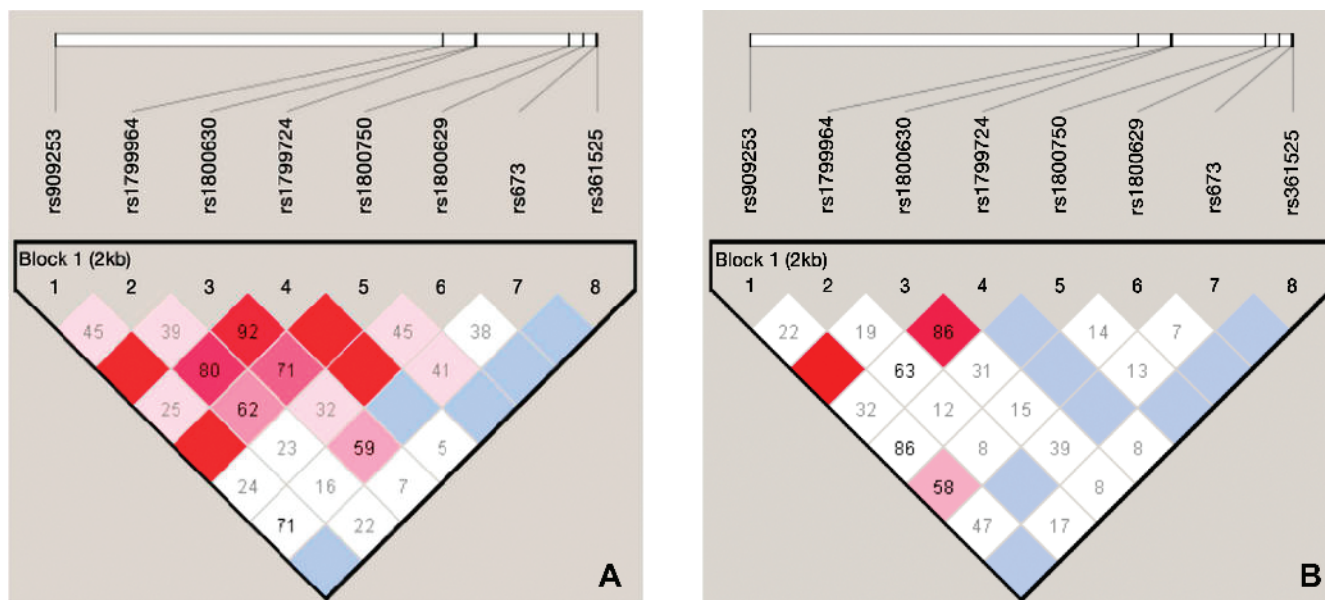 rs909253 rs1799964 rs1800630 rs1799724 rs1800750 rs1800629 rs673 rs361525
Block 1 (2kb)
1 2 3 4 5 6 7 8
45 39 92 45 38
80 71 41
25 62 32
23 59 5
24 16 7
71 22
A
rs909253 rs1799964 rs1800630 rs1799724 rs1800750 rs1800629 rs673 rs361525
Block 1 (2kb)
1 2 3 4 5 6 7 8
22 19 86 14 7
63 31 13
32 12 15
86 8 39 8
58 8
47 17
B